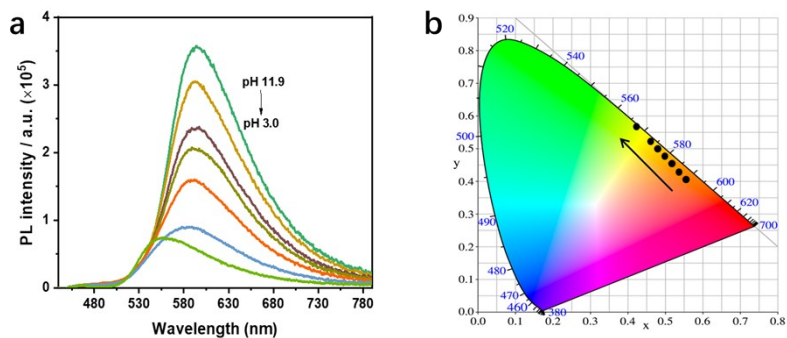 a
4
3
2
1
0
PL intensity / a.u. (×10⁵)
pH 11.9
pH 3.0
480 530 580 630 680 730 780
Wavelength (nm)
b
0.9
0.8
0.7
0.6
0.5
0.4
0.3
0.2
0.1
0.0
y
520
540
560
500
580
600
620
700
490
480
470
460
380
0.0 0.1 0.2 0.3 0.4 0.5 0.6 0.7 0.8
x